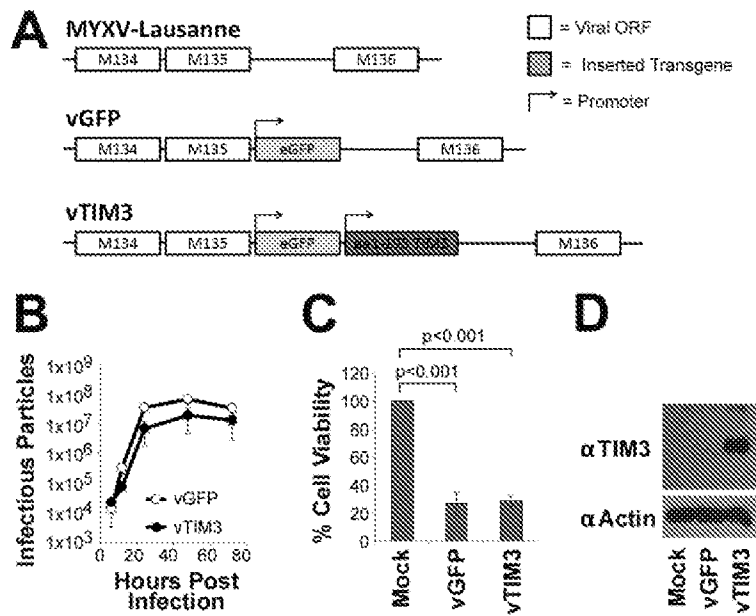 A
MYXV-Lausanne
M134 M135 M136
= Viral ORF
= Inserted Transgene
= Promoter
vGFP
M134 M135 eGFP M136
vTIM3
M134 M135 eGFP M136
B
Infectious Particles
1x10⁹
1x10⁸
1x10⁷
1x10⁶
1x10⁵
1x10⁴
1x10³
vGFP
vTIM3
0 20 40 60 80
Hours Post
Infection
C
p<0.001
p<0.001
% Cell Viability
120
100
80
60
40
20
0
Mock
vGFP
vTIM3
D
αTIM3
αActin
Mock
vGFP
vTIM3